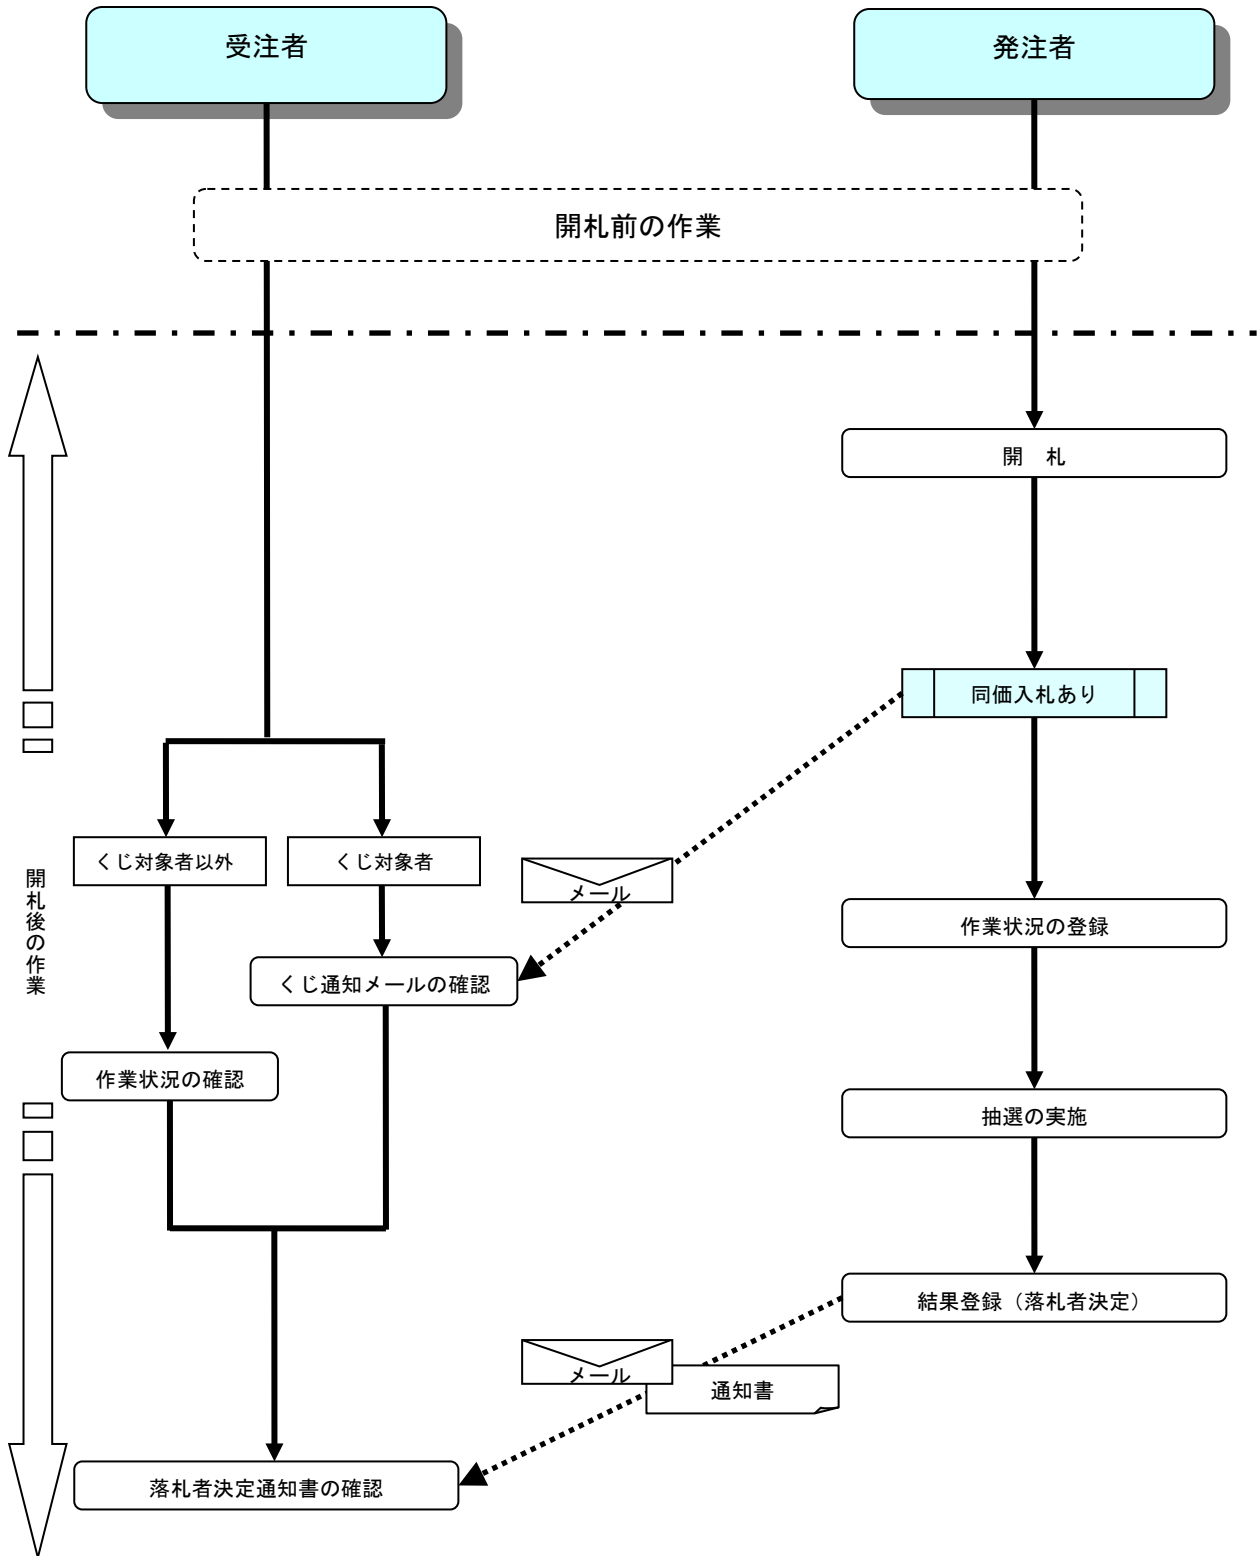 受注者
発注者
開札前の作業
開　札
同価入札あり
くじ対象者以外
くじ対象者
メール
開札後の作業
作業状況の登録
くじ通知メールの確認
作業状況の確認
抽選の実施
結果登録（落札者決定）
メール
通知書
落札者決定通知書の確認